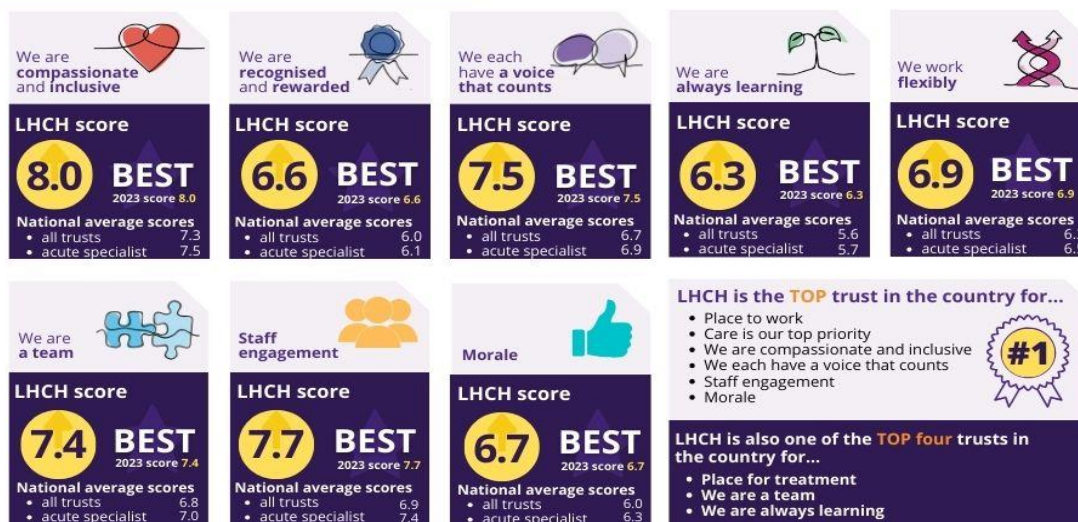 We are
compassionate
and inclusive
LHCH score
8.0
BEST
2023 score 8.0
National average scores
• all trusts 7.3
• acute specialist 7.5
We are
recognised
and rewarded
LHCH score
6.6
BEST
2023 score 6.6
National average scores
• all trusts 6.0
• acute specialist 6.1
We each
have a voice
that counts
LHCH score
7.5
BEST
2023 score 7.5
National average scores
• all trusts 6.7
• acute specialist 6.9
We are
always learning
LHCH score
6.3
BEST
2023 score 6.3
National average scores
• all trusts 5.6
• acute specialist 5.7
We work
flexibly
LHCH score
6.9
BEST
2023 score 6.9
National average scores
• all trusts
• acute specialist
We are
a team
LHCH score
7.4
BEST
2023 score 7.4
National average scores
• all trusts 6.8
• acute specialist 7.0
Staff
engagement
LHCH score
7.7
BEST
2023 score 7.7
National average scores
• all trusts 6.9
• acute specialist 7.4
Morale
LHCH score
6.7
BEST
2023 score 6.7
National average scores
• all trusts 6.0
• acute specialist 6.3
LHCH is the TOP trust in the country for...
• Place to work
• Care is our top priority
• We are compassionate and inclusive
• We each have a voice that counts
• Staff engagement
• Morale
#1
LHCH is also one of the TOP four trusts in
the country for...
• Place for treatment
• We are a team
• We are always learning